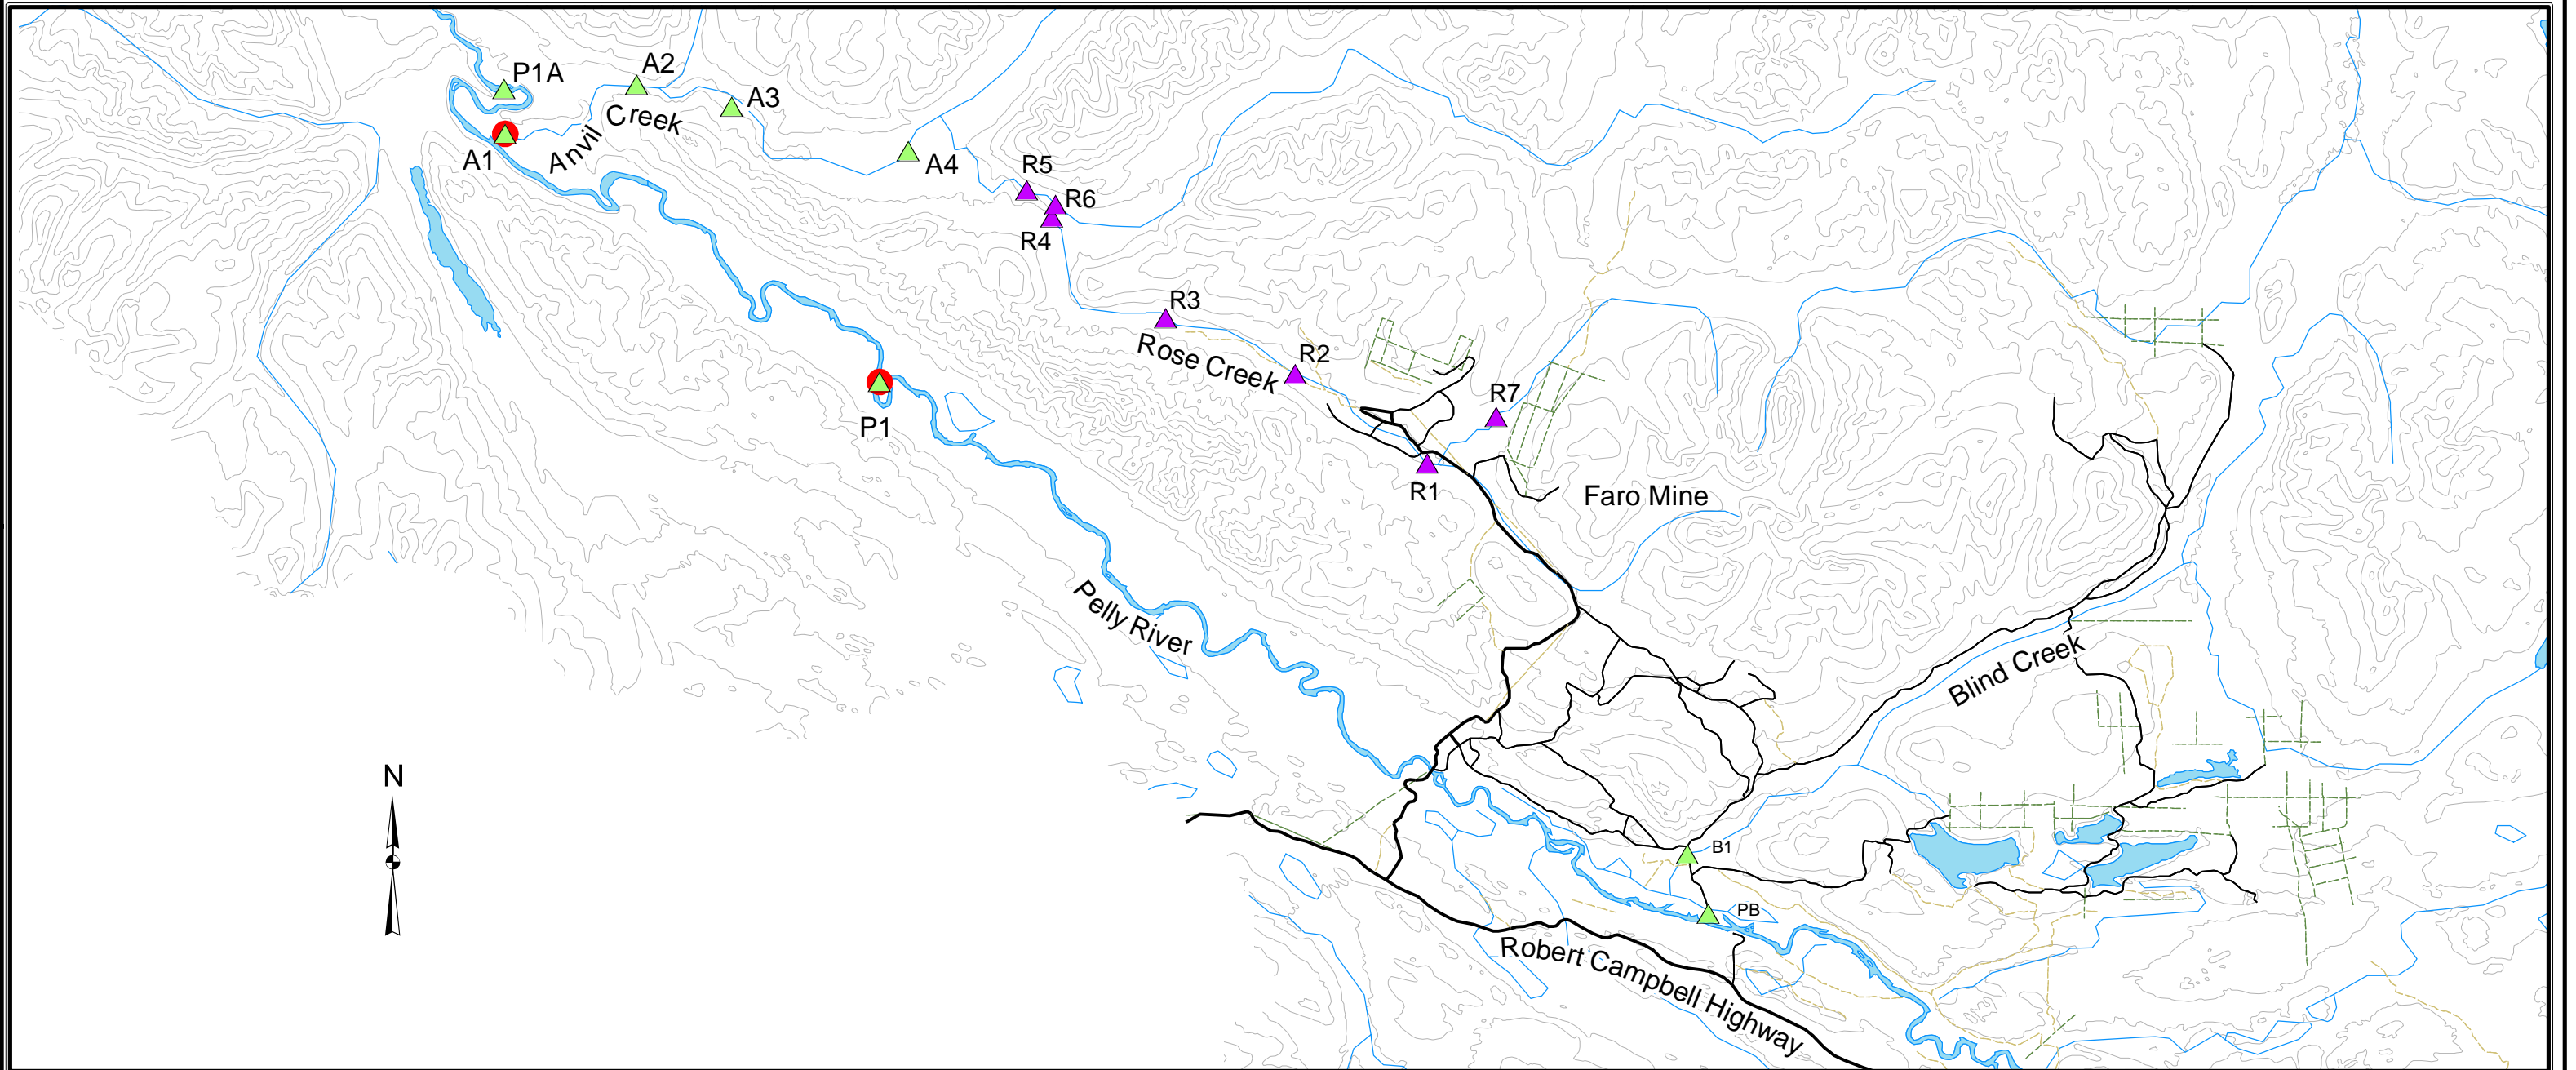 P1A
A2
A3
Anvil Creek
A1
A4
R5
R6
R4
R3
Rose Creek
R2
R7
P1
R1
Faro Mine
Pelly River
Blind Creek
N
B1
PB
Robert Campbell Highway